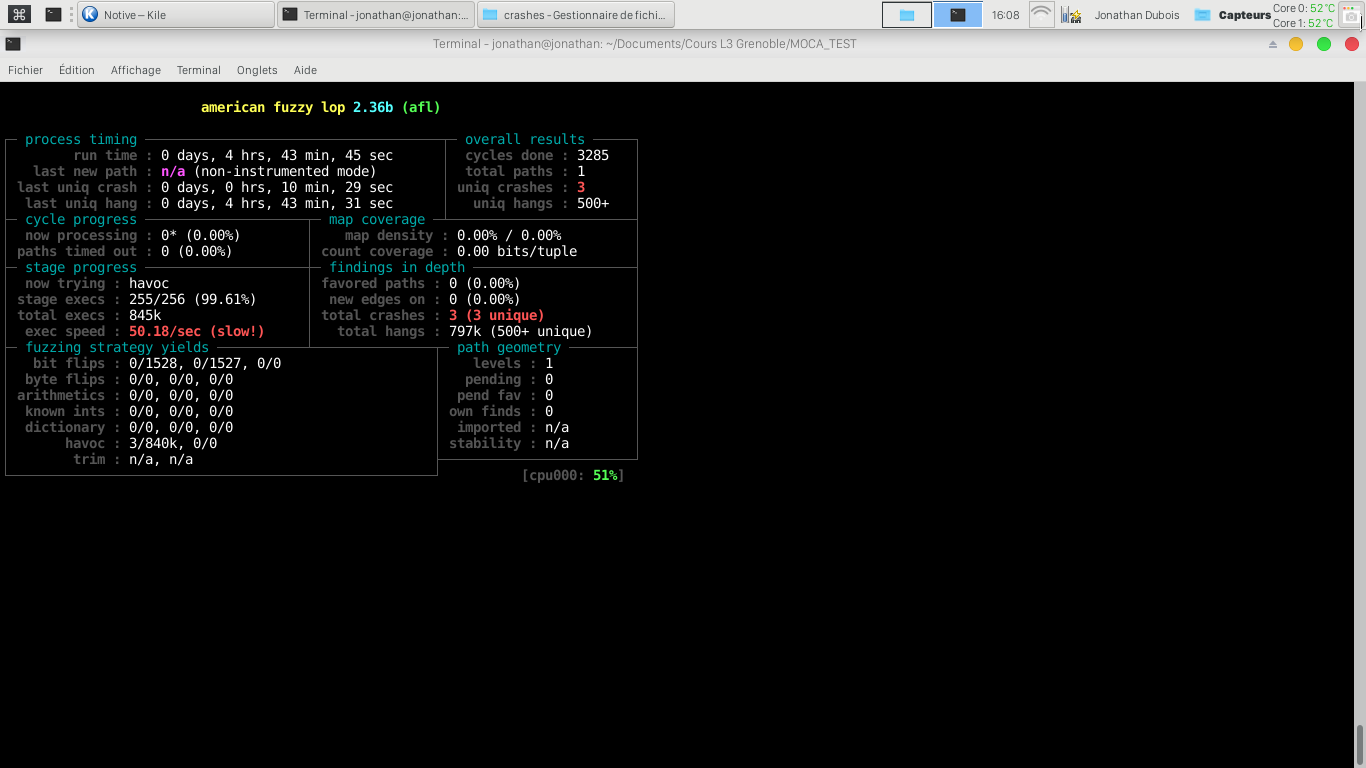 Notive – Kile
Terminal - jonathan@jonathan:...
crashes - Gestionnaire de fichi...
16:08
Jonathan Dubois
Capteurs
Core 0: 52°C
Core 1: 52°C
Terminal - jonathan@jonathan: ~/Documents/Cours L3 Grenoble/MOCA_TEST
Fichier Édition Affichage Terminal Onglets Aide
american fuzzy lop 2.36b (afl)
process timing overall results
run time : 0 days, 4 hrs, 43 min, 45 sec cycles done : 3285
last new path : n/a (non-instrumented mode) total paths : 1
last uniq crash : 0 days, 0 hrs, 10 min, 29 sec uniq crashes : 3
last uniq hang : 0 days, 4 hrs, 43 min, 31 sec uniq hangs : 500+
cycle progress map coverage
now processing : 0* (0.00%) map density : 0.00% / 0.00%
paths timed out : 0 (0.00%) count coverage : 0.00 bits/tuple
stage progress findings in depth
now trying : havoc favored paths : 0 (0.00%)
stage execs : 255/256 (99.61%) new edges on : 0 (0.00%)
total execs : 845k total crashes : 3 (3 unique)
exec speed : 50.18/sec (slow!) total hangs : 797k (500+ unique)
fuzzing strategy yields path geometry
bit flips : 0/1528, 0/1527, 0/0 levels : 1
byte flips : 0/0, 0/0, 0/0 pending : 0
arithmetics : 0/0, 0/0, 0/0 pend fav : 0
known ints : 0/0, 0/0, 0/0 own finds : 0
dictionary : 0/0, 0/0, 0/0 imported : n/a
havoc : 3/840k, 0/0 stability : n/a
trim : n/a, n/a
[cpu000: 51%]